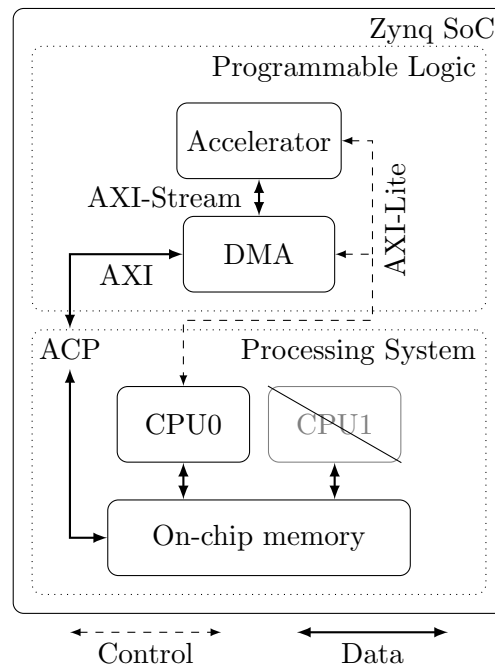 Zynq SoC
Programmable Logic
Accelerator
AXI-Stream
AXI-Lite
DMA
AXI
ACP
Processing System
CPU0
CPU1
On-chip memory
Control
Data